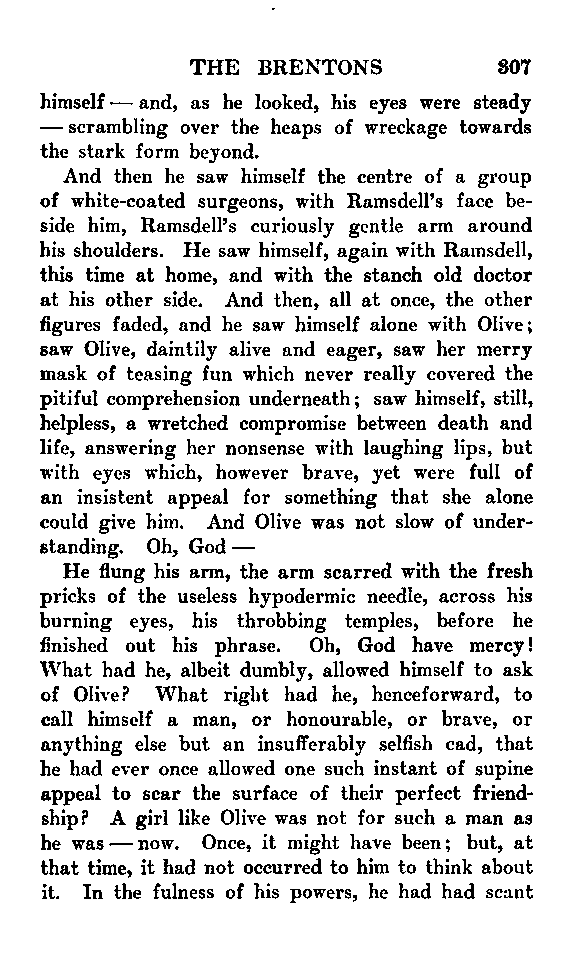 THE BRENTONS 307
himself — and, as he looked, his eyes were steady
— scrambling over the heaps of wreckage towards
the stark form beyond.
And then he saw himself the centre of a group
of white-coated surgeons, with Ramsdell's face be-
side him, Ramsdell's curiously gentle arm around
his shoulders. He saw himself, again with Ramsdell,
this time at home, and with the stanch old doctor
at his other side. And then, all at once, the other
figures faded, and he saw himself alone with Olive;
saw Olive, daintily alive and eager, saw her merry
mask of teasing fun which never really covered the
pitiful comprehension underneath; saw himself, still,
helpless, a wretched compromise between death and
life, answering her nonsense with laughing lips, but
with eyes which, however brave, yet were full of
an insistent appeal for something that she alone
could give him. And Olive was not slow of under-
standing. Oh, God —
He flung his arm, the arm scarred with the fresh
pricks of the useless hypodermic needle, across his
burning eyes, his throbbing temples, before he
finished out his phrase. Oh, God have mercy!
What had he, albeit dumbly, allowed himself to ask
of Olive? What right had he, henceforward, to
call himself a man, or honourable, or brave, or
anything else but an insufferably selfish cad, that
he had ever once allowed one such instant of supine
appeal to scar the surface of their perfect friend-
ship? A girl like Olive was not for such a man as
he was — now. Once, it might have been; but, at
that time, it had not occurred to him to think about
it. In the fulness of his powers, he had had scant